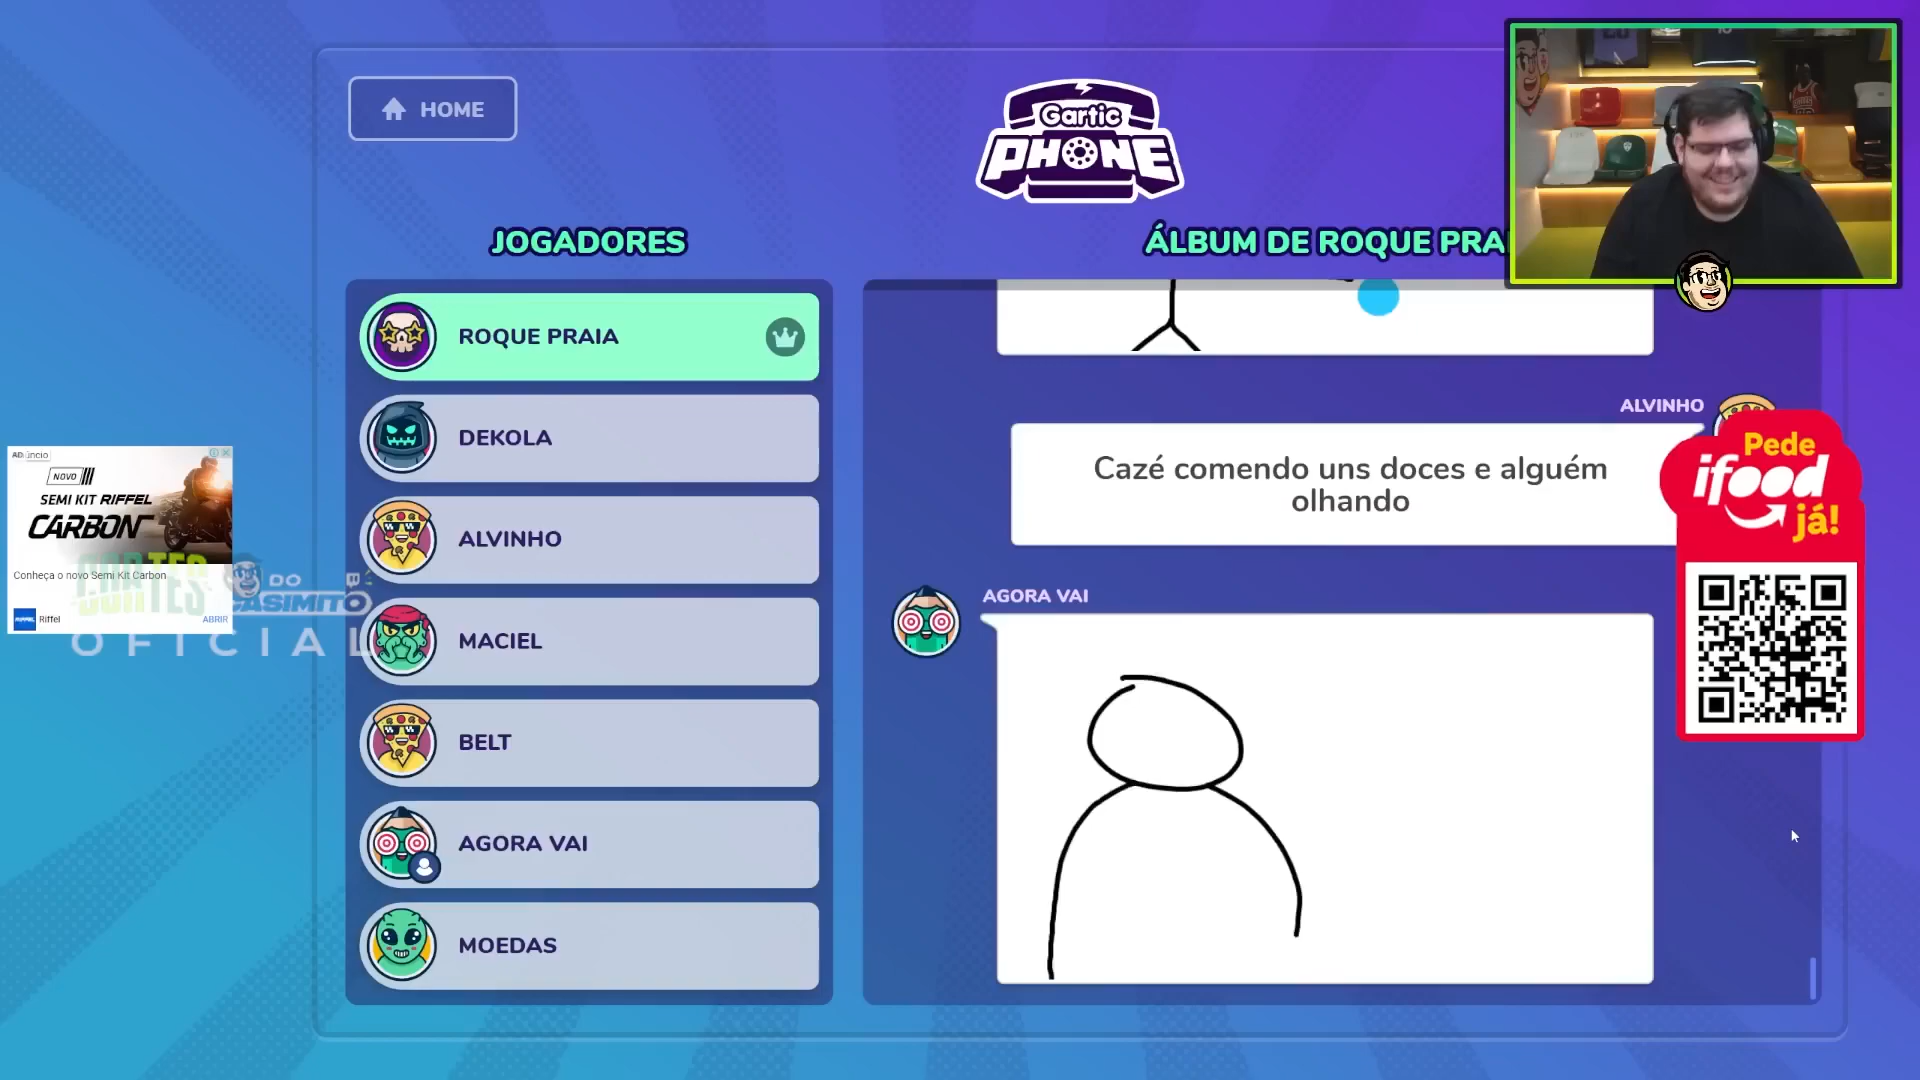 HOME
Gartic
PHONE
JOGADORES
ÁLBUM DE ROQUE PRAI
ROQUE PRAIA
DEKOLA
ALVINHO
MACIEL
BELT
AGORA VAI
MOEDAS
ALVINHO
Cazé comendo uns doces e alguém
olhando
AGORA VAI
Pede
ifood
já!
Anúncio
NOVO
SEMI KIT RIFFEL
CARBON
Conheça o novo Semi Kit Carbon
Riffel
ABRIR
CORTES
DO
CASIMITO
OFICIAL